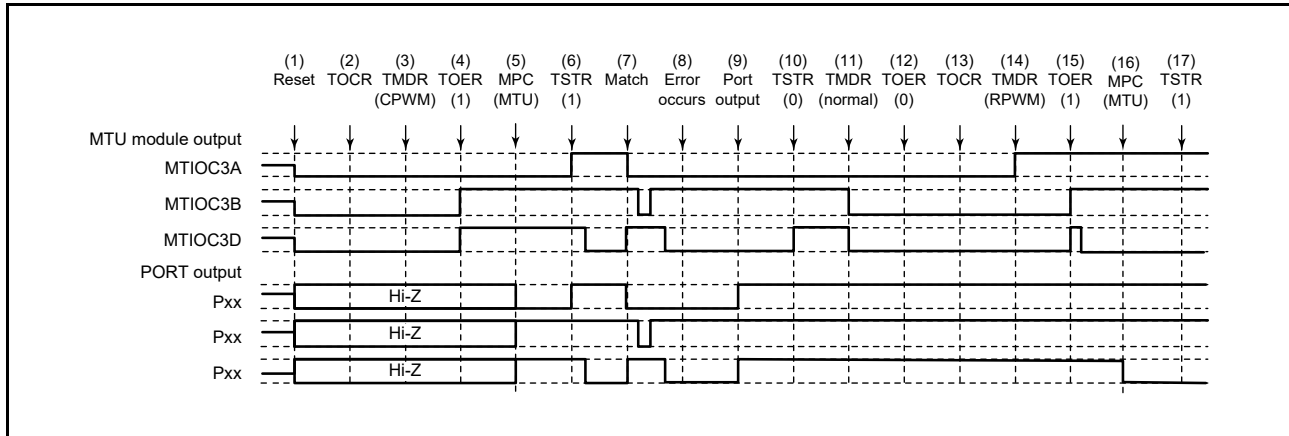 (1) (2) (3) (4) (5) (6) (7) (8) (9) (10) (11) (12) (13) (14) (15) (16) (17)
Reset TOCR TMDR TOER MPC TSTR Match Error Port TSTR TMDR TOER TOCR TMDR TOER MPC TSTR
(CPWM) (1) (MTU) (1) occurs output (0) (normal) (0) (RPWM) (1) (MTU) (1)
MTU module output
MTIOC3A
MTIOC3B
MTIOC3D
PORT output
Pxx Hi-Z
Pxx Hi-Z
Pxx Hi-Z